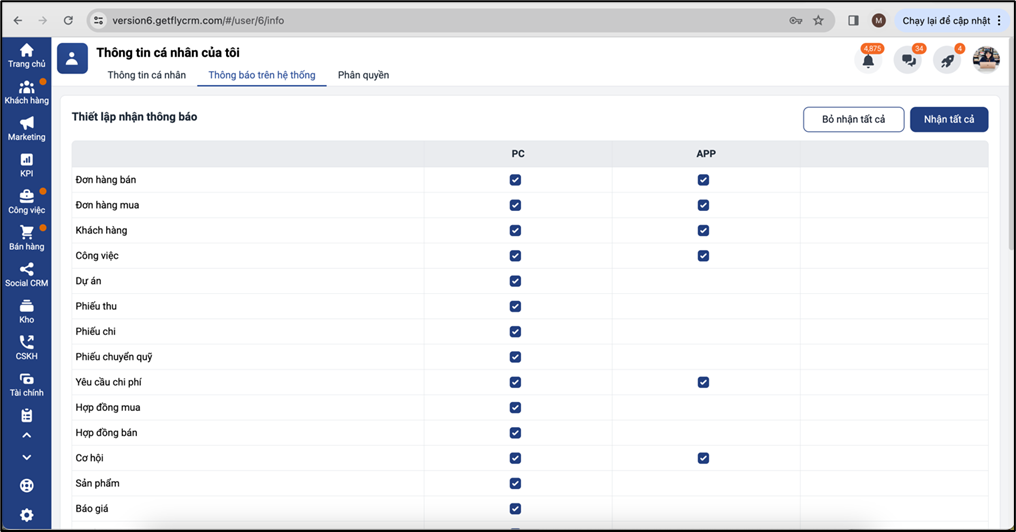 version6.getflycrm.com/#/user/6/info
M
Chạy lại để cập nhật
Trang chủ
Khách hàng
Marketing
KPI
Công việc
Bán hàng
Social CRM
Kho
CSKH
Tài chính
Thông tin cá nhân của tôi
Thông tin cá nhân
Thông báo trên hệ thống
Phân quyền
4,875
34
4
Thiết lập nhận thông báo
Bỏ nhận tất cả
Nhận tất cả
PC APP
Đơn hàng bán
Đơn hàng mua
Khách hàng
Công việc
Dự án
Phiếu thu
Phiếu chi
Phiếu chuyển quỹ
Yêu cầu chi phí
Hợp đồng mua
Hợp đồng bán
Cơ hội
Sản phẩm
Báo giá